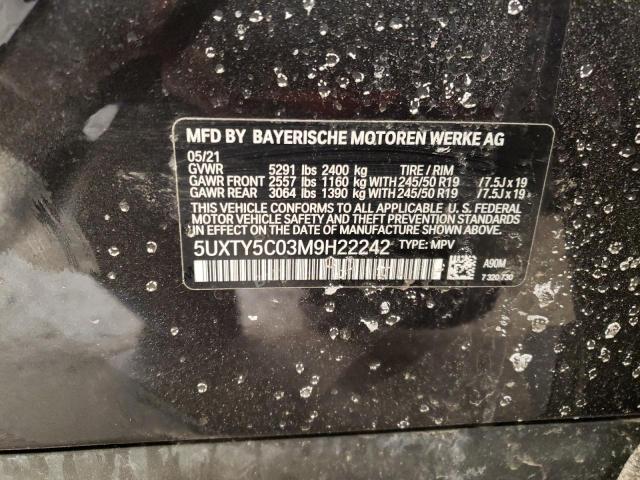 MFD BY BAYERISCHE MOTOREN WERKE AG
05/21
GVWR 5291 lbs 2400 kg TIRE / RIM
GAWR FRONT 2557 lbs 1160 kg WITH 245/50 R19 /7.5J x 19
GAWR REAR 3064 lbs 1390 kg WITH 245/50 R19 /7.5J x 19
THIS VEHICLE CONFORMS TO ALL APPLICABLE U. S. FEDERAL
MOTOR VEHICLE SAFETY AND THEFT PREVENTION STANDARDS
IN EFFECT ON THE DATE OF MANUFACTURE SHOWN ABOVE.
5UXTY5C03M9H22242 TYPE: MPV
A90M
7 320 730